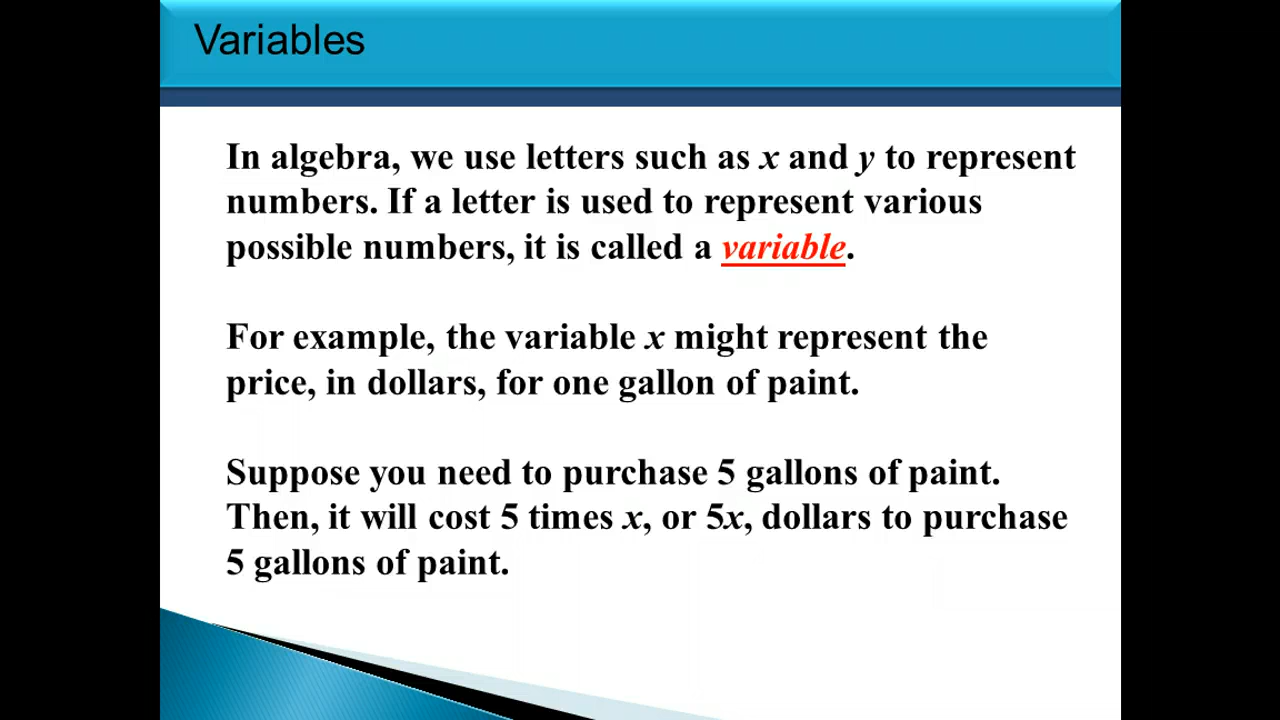 Variables
In algebra, we use letters such as x and y to represent
numbers. If a letter is used to represent various
possible numbers, it is called a variable.
For example, the variable x might represent the
price, in dollars, for one gallon of paint.
Suppose you need to purchase 5 gallons of paint.
Then, it will cost 5 times x, or 5x, dollars to purchase
5 gallons of paint.